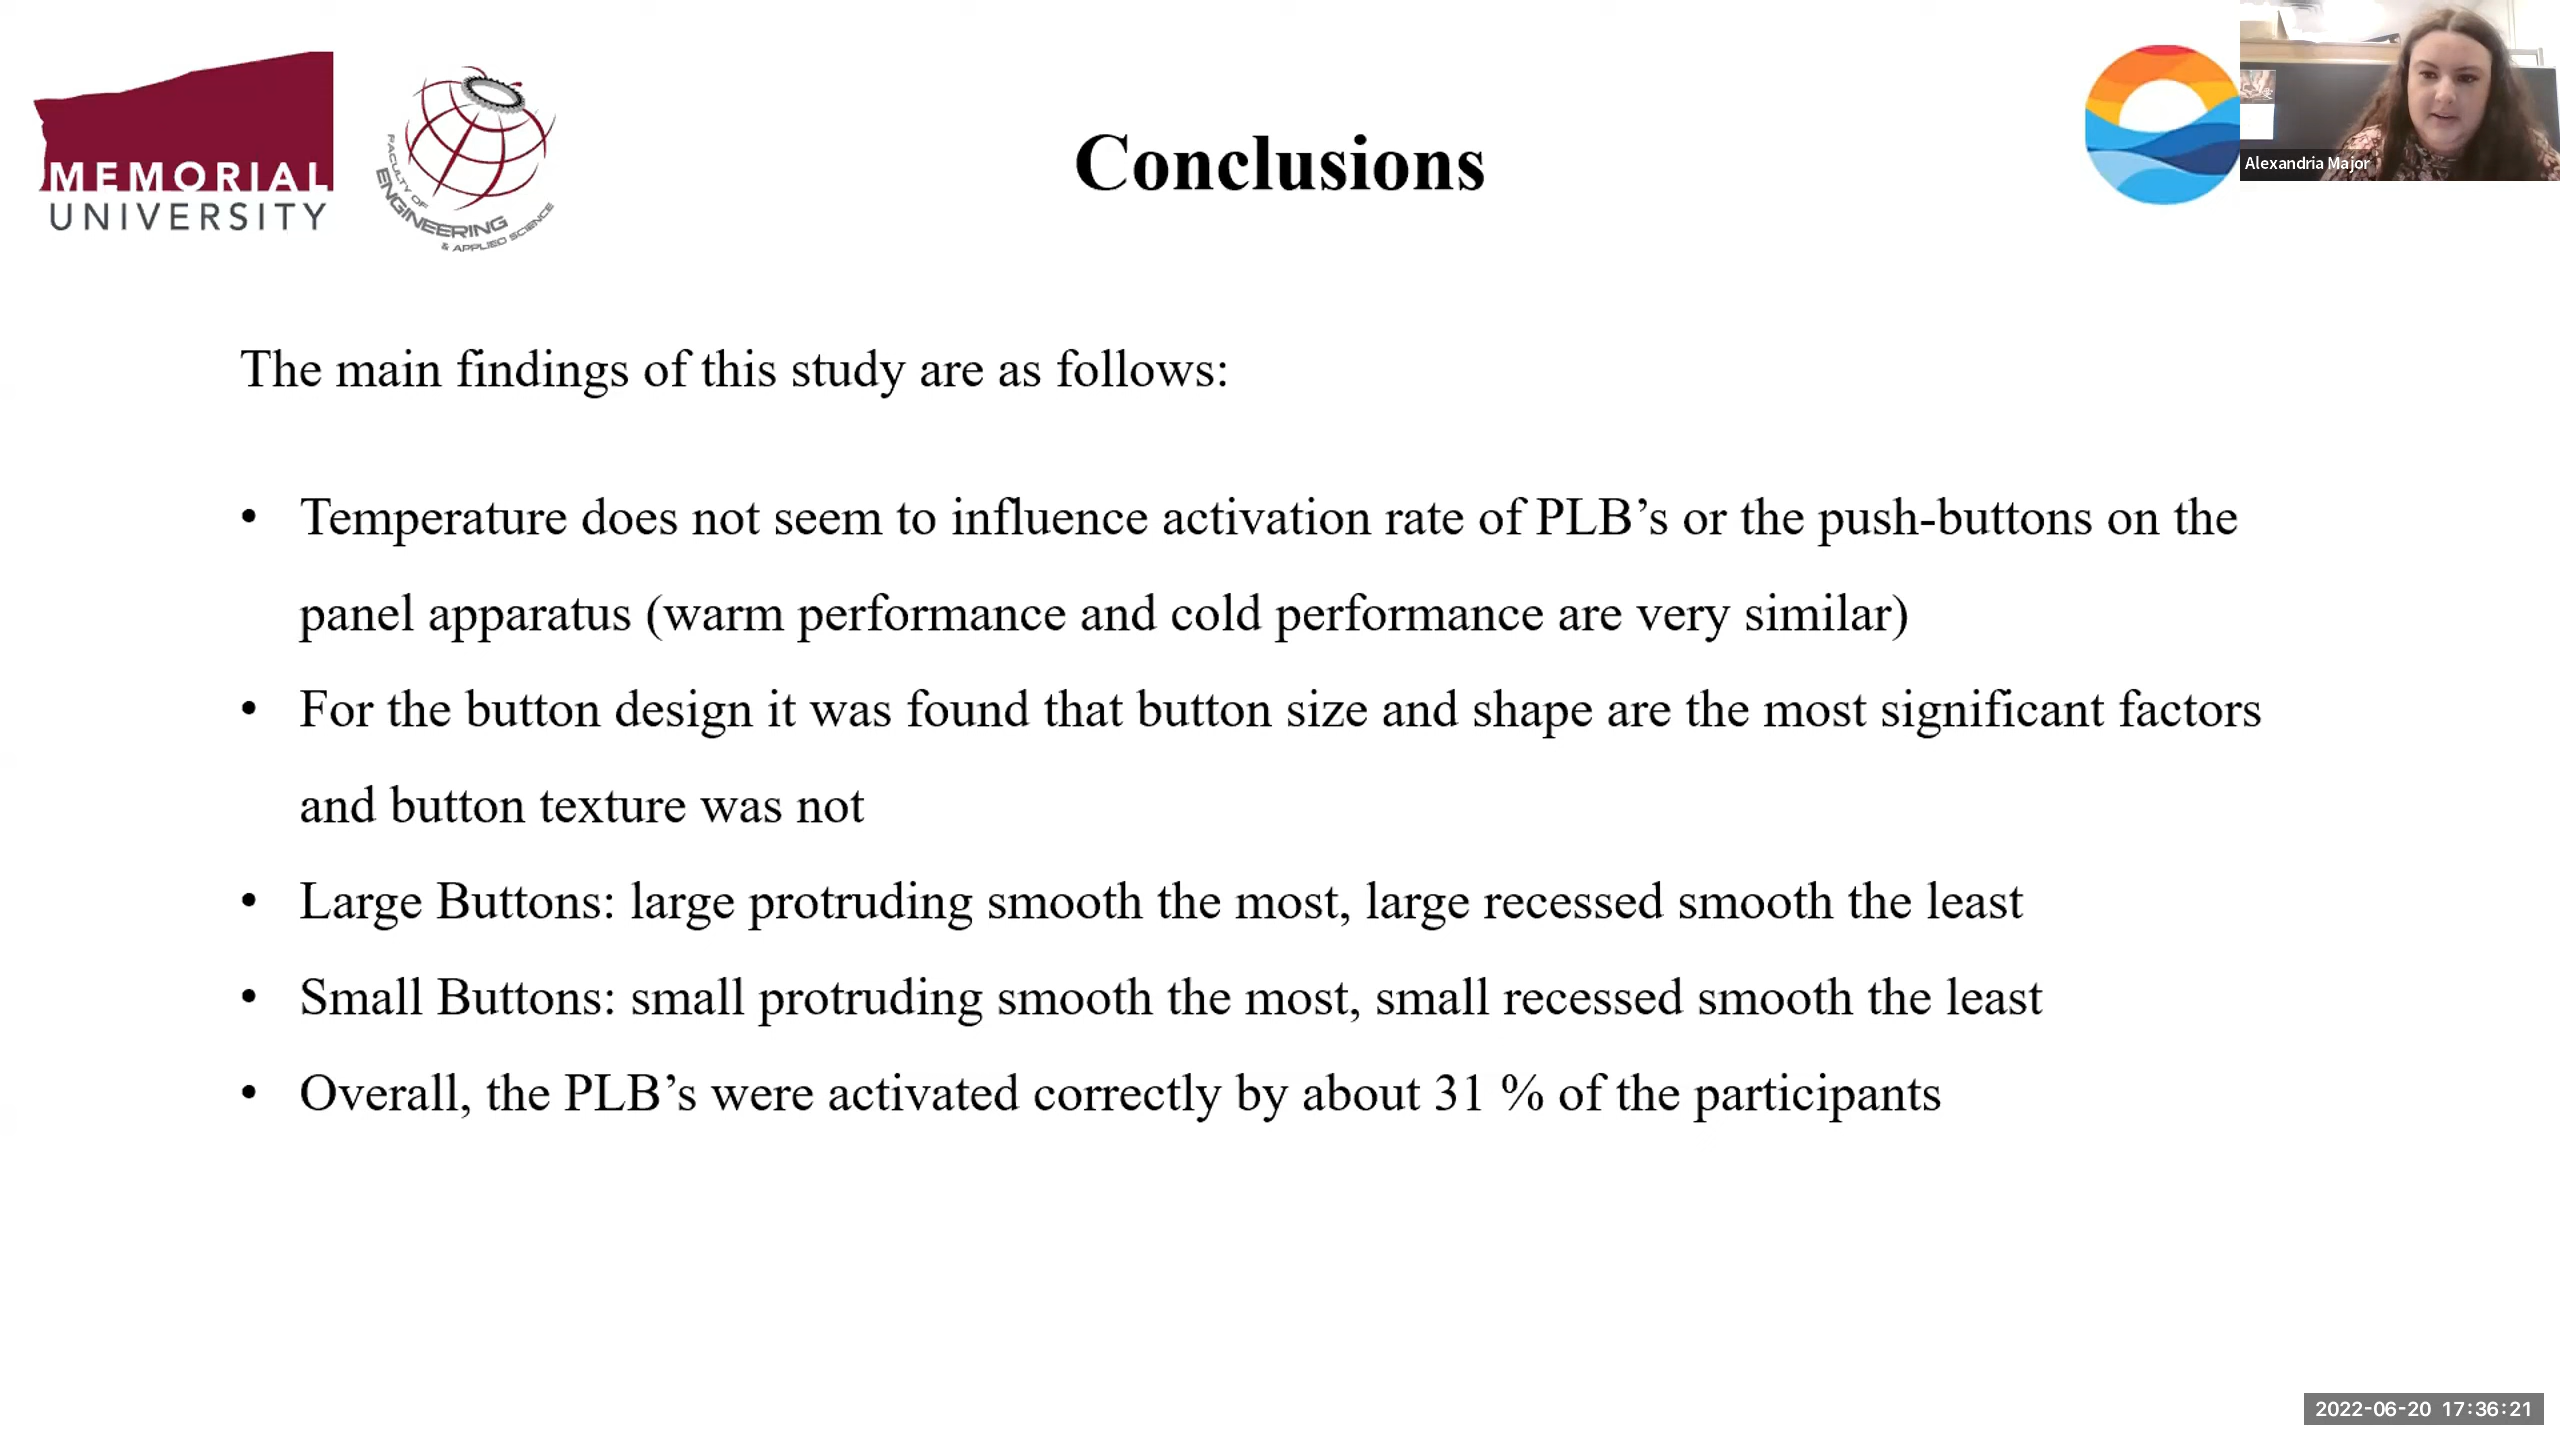 MEMORIAL
UNIVERSITY
FACULTY OF
ENGINEERING
& APPLIED SCIENCE
Conclusions
Alexandria Major
The main findings of this study are as follows:
• Temperature does not seem to influence activation rate of PLB’s or the push-buttons on the
panel apparatus (warm performance and cold performance are very similar)
• For the button design it was found that button size and shape are the most significant factors
and button texture was not
• Large Buttons: large protruding smooth the most, large recessed smooth the least
• Small Buttons: small protruding smooth the most, small recessed smooth the least
• Overall, the PLB’s were activated correctly by about 31 % of the participants
2022-06-20 17:36:21